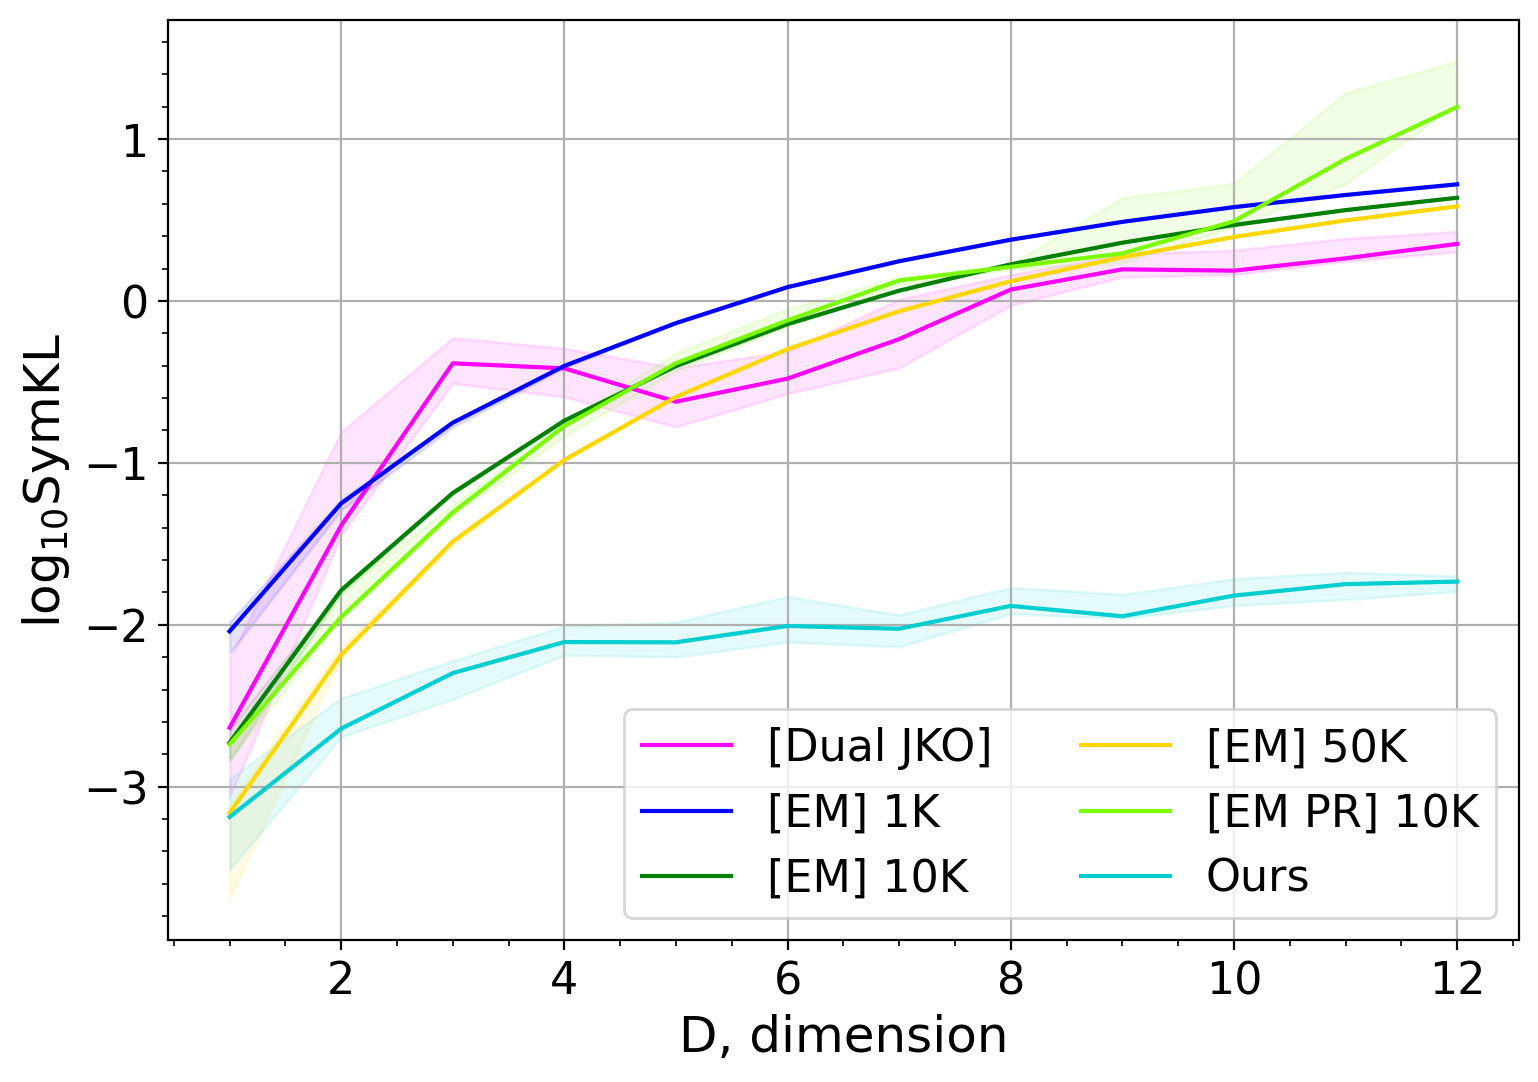 1
0
−1
−2
−3
log₁₀SymKL
[Dual JKO]
[EM] 1K
[EM] 10K
[EM] 50K
[EM PR] 10K
Ours
2 4 6 8 10 12
D, dimension